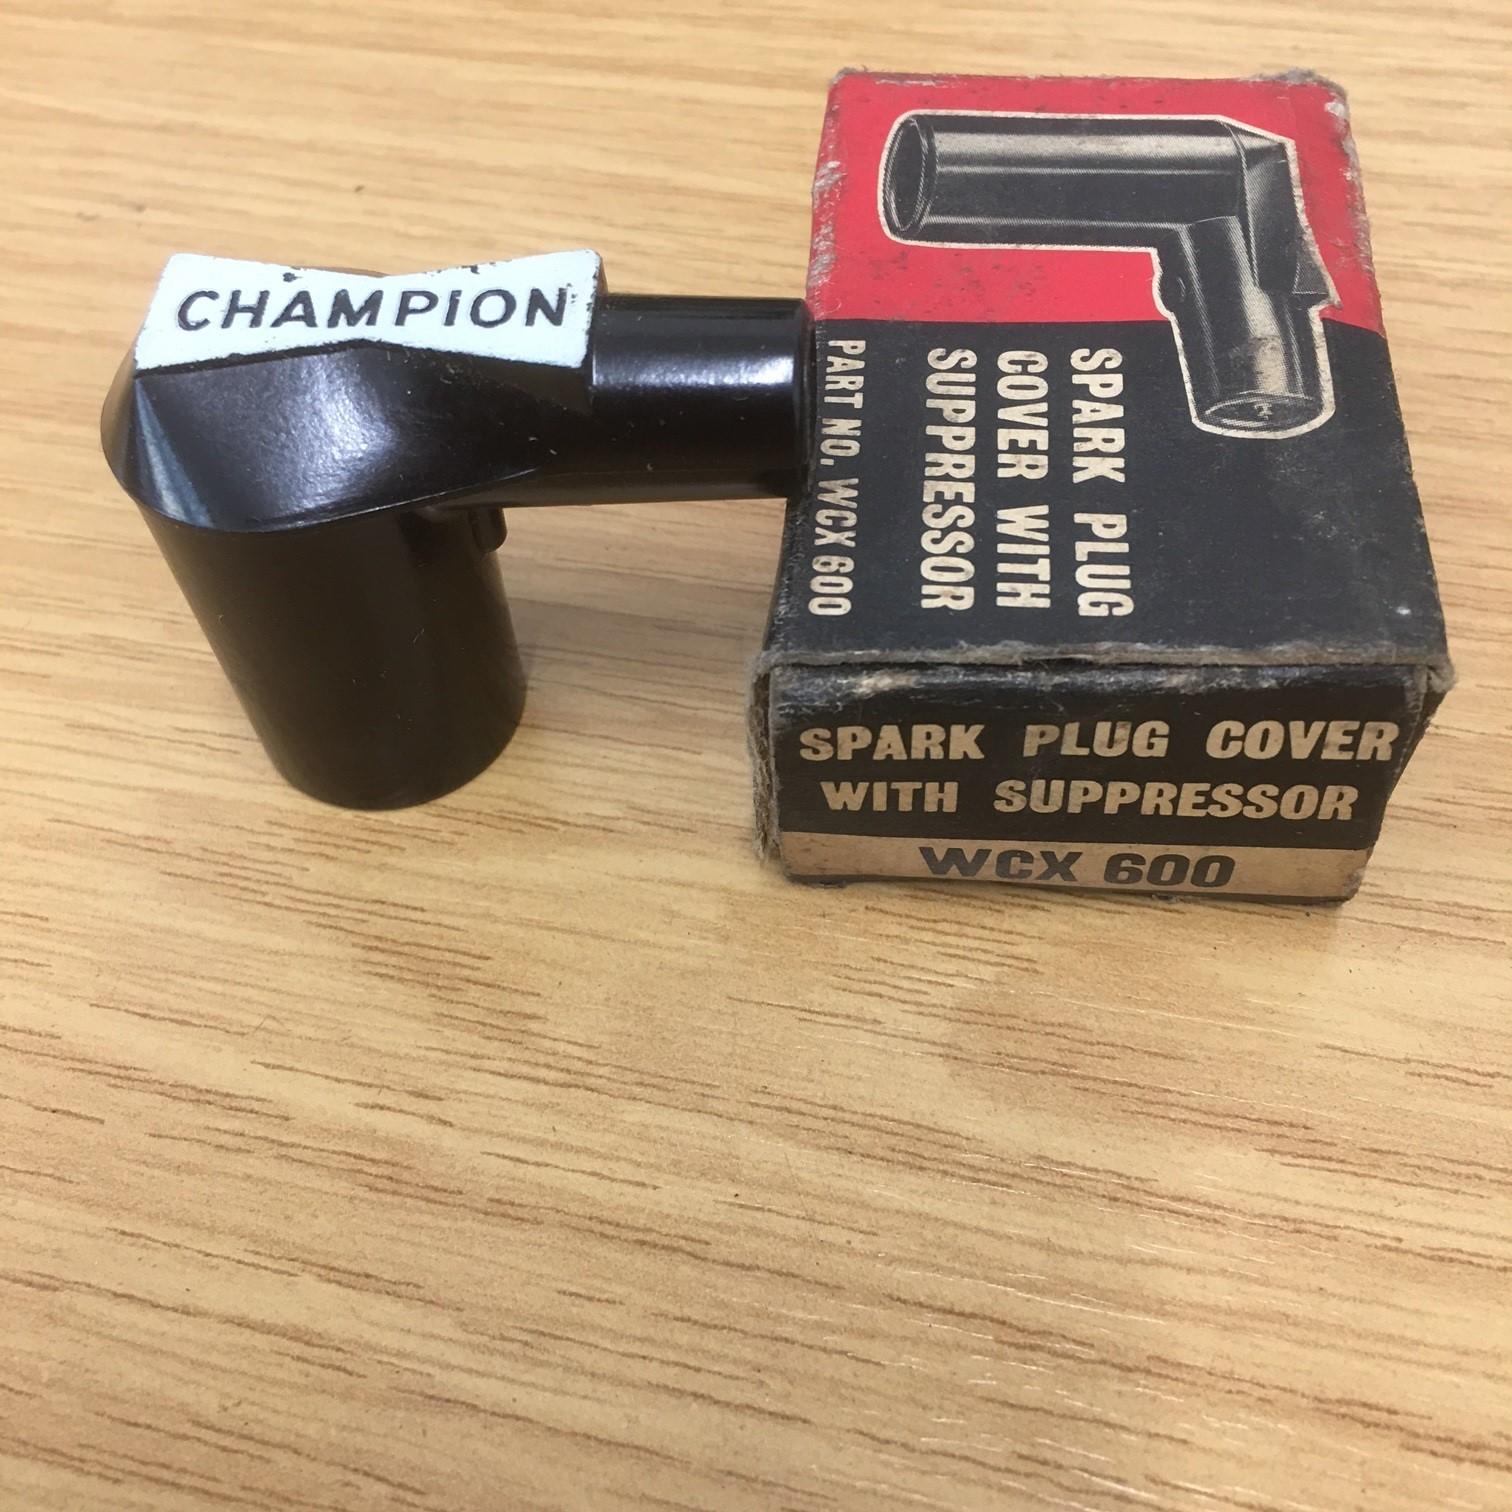 CHAMPION
SPARK PLUG
COVER WITH
SUPPRESSOR
PART NO. WCX 600
SPARK PLUG COVER
WITH SUPPRESSOR
WCX 600